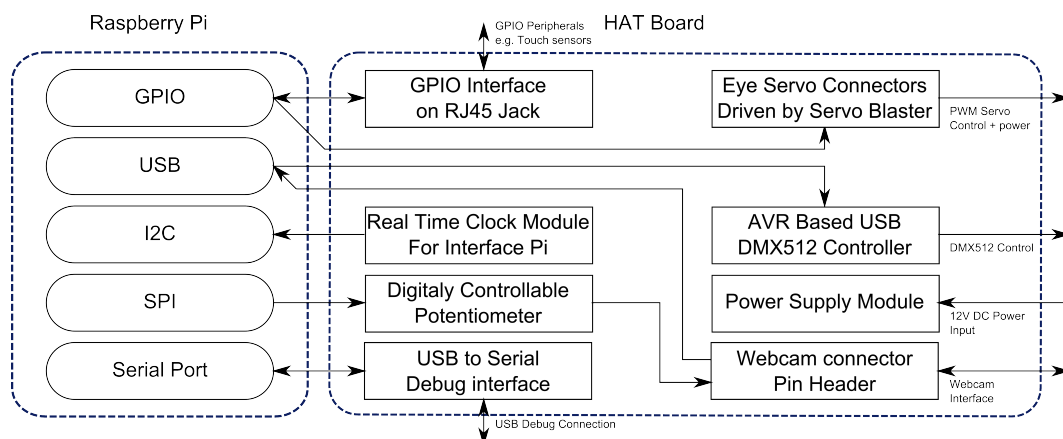 Raspberry Pi
HAT Board
GPIO Peripherals
e.g. Touch sensors
GPIO
GPIO Interface
on RJ45 Jack
Eye Servo Connectors
Driven by Servo Blaster
PWM Servo
Control + power
USB
I2C
Real Time Clock Module
For Interface Pi
AVR Based USB
DMX512 Controller
DMX512 Control
SPI
Digitaly Controllable
Potentiometer
Power Supply Module
12V DC Power
Input
Serial Port
USB to Serial
Debug interface
Webcam connector
Pin Header
Webcam
Interface
USB Debug Connection